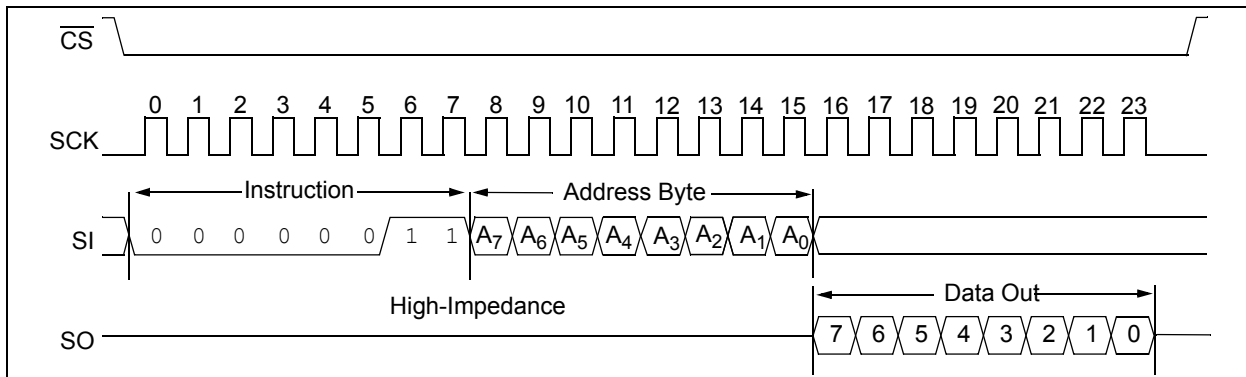 CS
0 1 2 3 4 5 6 7 8 9 10 11 12 13 14 15 16 17 18 19 20 21 22 23
SCK
Instruction Address Byte
SI 0 0 0 0 0 0 1 1 A7 A6 A5 A4 A3 A2 A1 A0
High-Impedance Data Out
SO 7 6 5 4 3 2 1 0